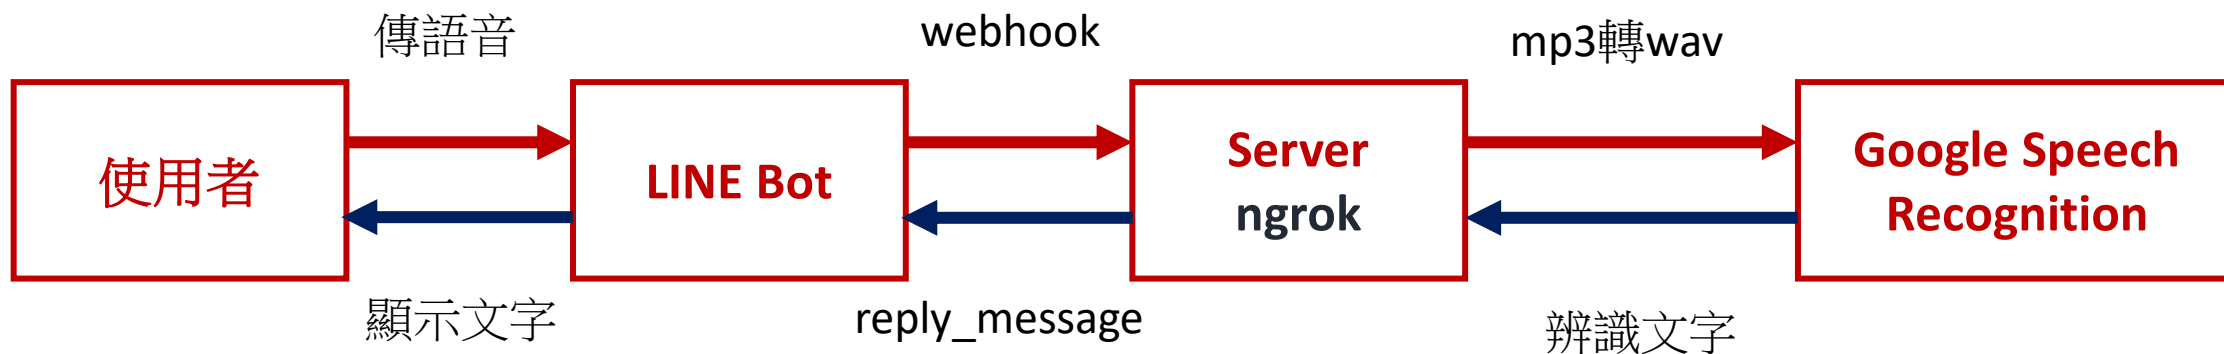 傳語音
webhook
mp3轉wav
使用者
LINE Bot
Server
ngrok
Google Speech
Recognition
顯示文字
reply_message
辨識文字